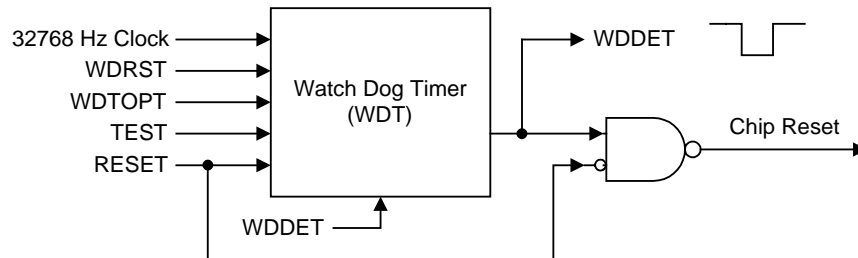 32768 Hz Clock
WDRST
WDTOPT
TEST
RESET
Watch Dog Timer
(WDT)
WDDET
WDDET
Chip Reset